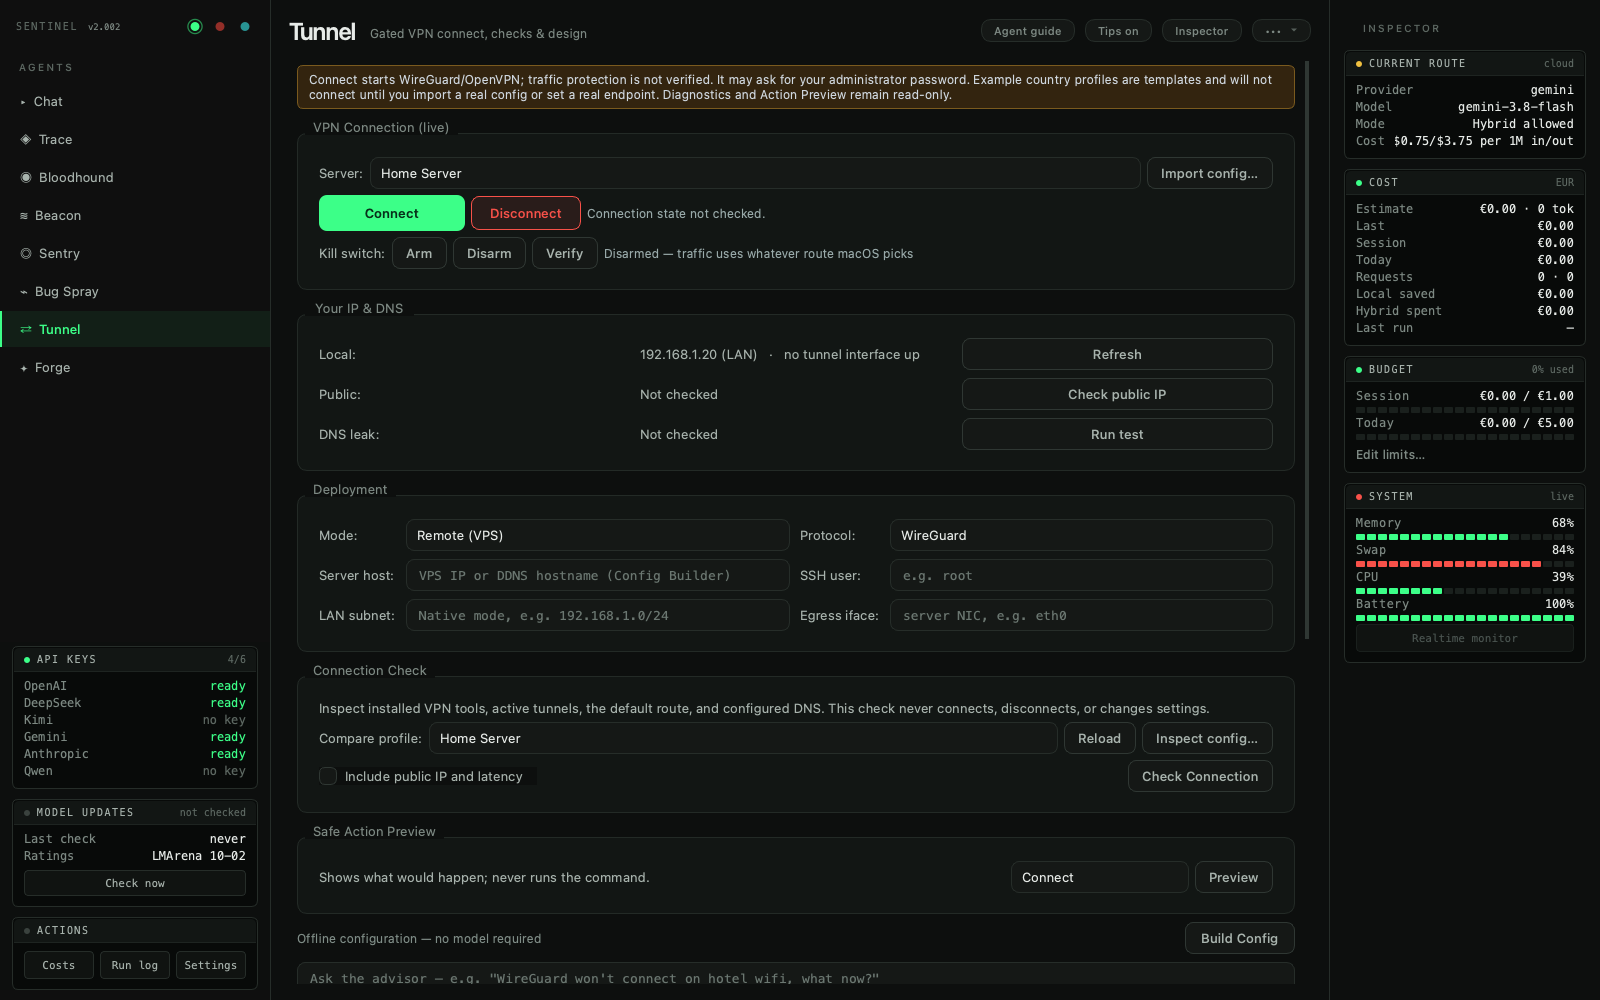 SENTINEL v2.002
AGENTS
Chat
Trace
Bloodhound
Beacon
Sentry
Bug Spray
Tunnel
Forge
API KEYS 4/6
OpenAI ready
DeepSeek ready
Kimi no key
Gemini ready
Anthropic ready
Qwen no key
MODEL UPDATES not checked
Last check never
Ratings LMArena 10-02
Check now
ACTIONS
Costs Run log Settings
Tunnel Gated VPN connect, checks & design
Agent guide Tips on Inspector ...
Connect starts WireGuard/OpenVPN; traffic protection is not verified. It may ask for your administrator password. Example country profiles are templates and will not
connect until you import a real config or set a real endpoint. Diagnostics and Action Preview remain read-only.
VPN Connection (live)
Server: Home Server Import config...
Connect Disconnect Connection state not checked.
Kill switch: Arm Disarm Verify Disarmed — traffic uses whatever route macOS picks
Your IP & DNS
Local: 192.168.1.20 (LAN) · no tunnel interface up Refresh
Public: Not checked Check public IP
DNS leak: Not checked Run test
Deployment
Mode: Remote (VPS) Protocol: WireGuard
Server host: VPS IP or DDNS hostname (Config Builder) SSH user: e.g. root
LAN subnet: Native mode, e.g. 192.168.1.0/24 Egress iface: server NIC, e.g. eth0
Connection Check
Inspect installed VPN tools, active tunnels, the default route, and configured DNS. This check never connects, disconnects, or changes settings.
Compare profile: Home Server Reload Inspect config...
Include public IP and latency Check Connection
Safe Action Preview
Shows what would happen; never runs the command. Connect Preview
Offline configuration — no model required Build Config
Ask the advisor — e.g. "WireGuard won't connect on hotel wifi, what now?"
INSPECTOR
CURRENT ROUTE cloud
Provider gemini
Model gemini-3.8-flash
Mode Hybrid allowed
Cost $0.75/$3.75 per 1M in/out
COST EUR
Estimate €0.00 · 0 tok
Last €0.00
Session €0.00
Today €0.00
Requests 0 · 0
Local saved €0.00
Hybrid spent €0.00
Last run —
BUDGET 0% used
Session €0.00 / €1.00
Today €0.00 / €5.00
Edit limits...
SYSTEM live
Memory 68%
Swap 84%
CPU 39%
Battery 100%
Realtime monitor